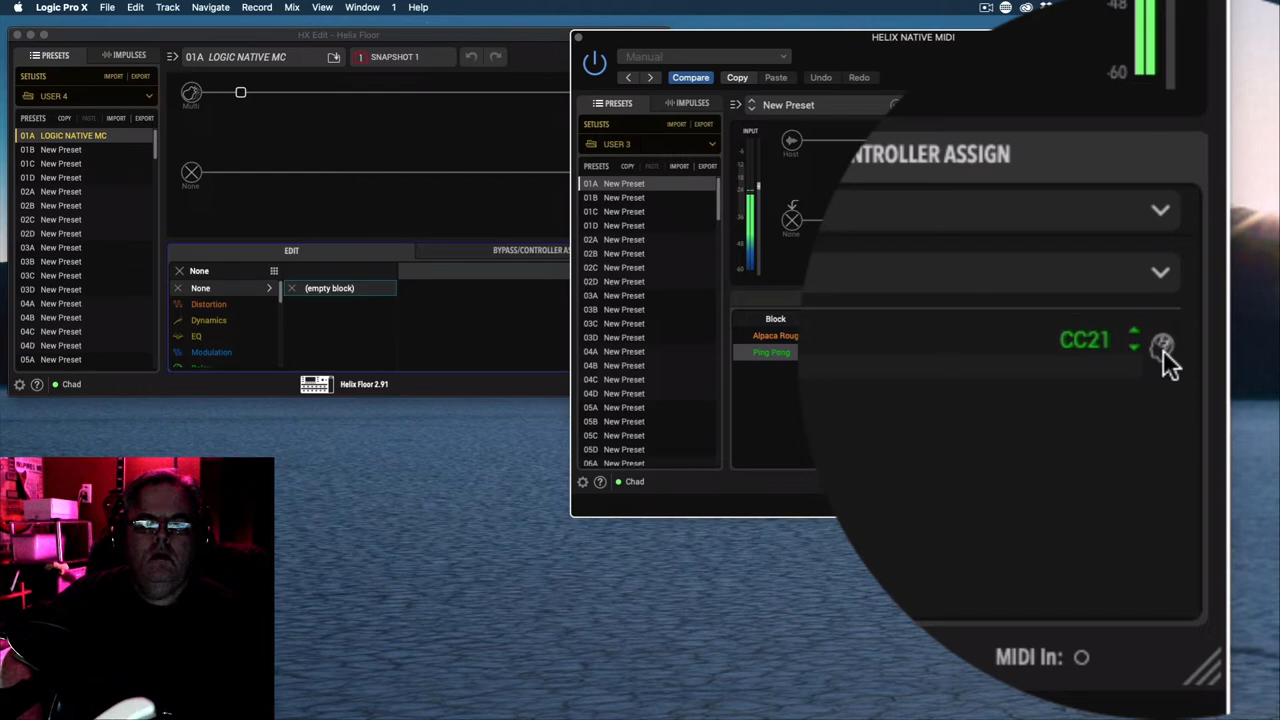 Logic Pro X File Edit Track Navigate Record Mix View Window 1 Help
HX Edit - Helix Floor
PRESETS IMPULSES
01A LOGIC NATIVE MC
1 SNAPSHOT 1
SETLISTS IMPORT EXPORT
USER 4
Multi
PRESETS COPY PASTE IMPORT EXPORT
01A LOGIC NATIVE MC
01B New Preset
01C New Preset
01D New Preset
02A New Preset
02B New Preset
02C New Preset
02D New Preset
03A New Preset
03B New Preset
03C New Preset
03D New Preset
04A New Preset
04B New Preset
04C New Preset
04D New Preset
05A New Preset
None
EDIT
BYPASS/CONTROLLER AS
None
None
(empty block)
Distortion
Dynamics
EQ
Modulation
Chad
Helix Floor 2.91
HELIX NATIVE MIDI
Manual
Compare Copy Paste Undo Redo
PRESETS IMPULSES
New Preset
SETLISTS IMPORT EXPORT
USER 3
PRESETS COPY PASTE IMPORT EXPORT
01A New Preset
01B New Preset
01C New Preset
01D New Preset
02A New Preset
02B New Preset
02C New Preset
02D New Preset
03A New Preset
03B New Preset
03C New Preset
03D New Preset
04A New Preset
04B New Preset
04C New Preset
04D New Preset
05A New Preset
05B New Preset
05C New Preset
05D New Preset
06A New Preset
Chad
INPUT
Host
None
Block
Alpaca Roug
Ping Pong
-48
-60
NTROLLER ASSIGN
CC21
MIDI In: